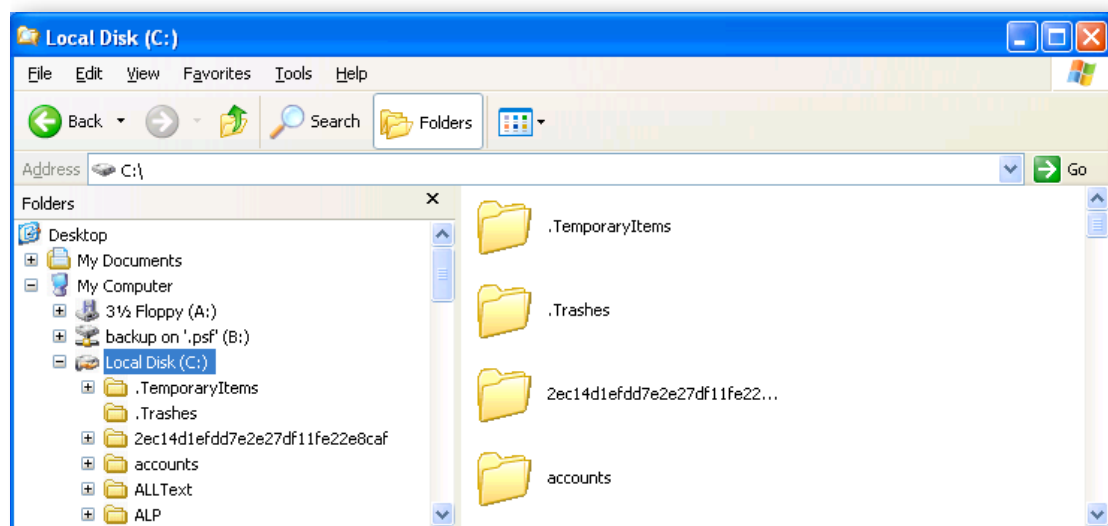 Local Disk (C:)
File Edit View Favorites Tools Help
Back Search Folders
Address C:\ Go
Folders
Desktop
My Documents
My Computer
3½ Floppy (A:)
backup on '.psf' (B:)
Local Disk (C:)
.TemporaryItems
.Trashes
2ec14d1efdd7e2e27df11fe22e8caf
accounts
ALLText
ALP
.TemporaryItems
.Trashes
2ec14d1efdd7e2e27df11fe22...
accounts